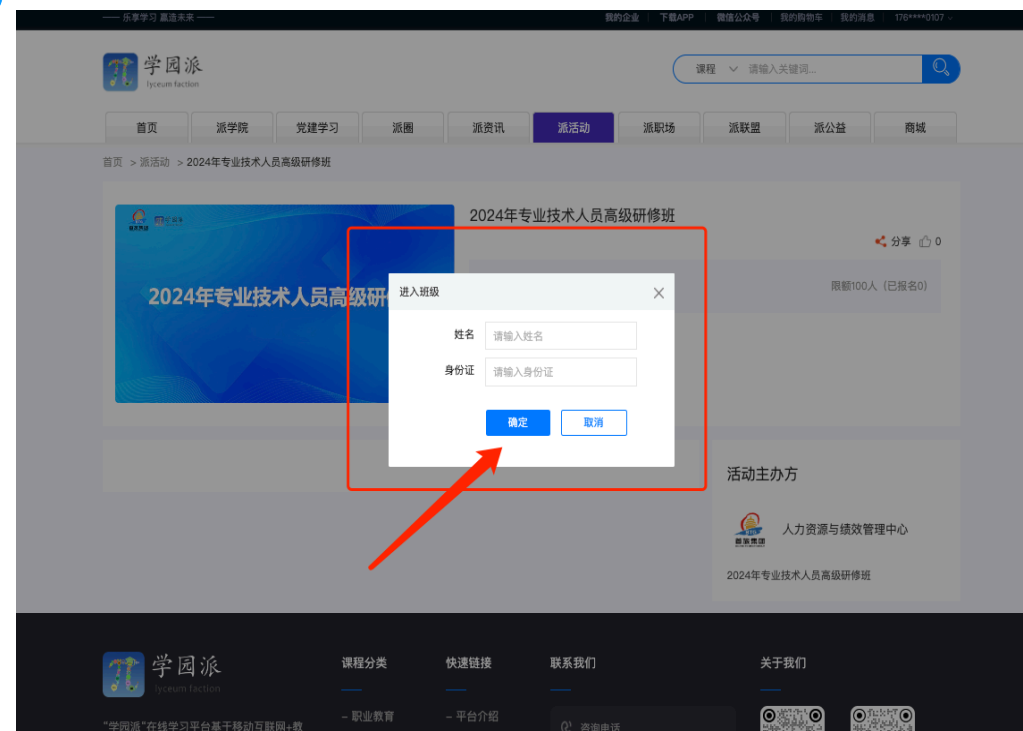 —— 乐享学习 赢造未来 ——
我的企业 下载APP 微信公众号 我的购物车 我的消息 176****0107
学园派
lyceum faction
课程 请输入关键词...
首页 派学院 党建学习 派圈 派资讯 派活动 派职场 派联盟 派公益 商城
首页 > 派活动 > 2024年专业技术人员高级研修班
2024年专业技术人员高级研修班
分享 0
2024年专业技术人员高级研
限额100人（已报名0）
进入班级
姓名 请输入姓名
身份证 请输入身份证
确定 取消
活动主办方
人力资源与绩效管理中心
2024年专业技术人员高级研修班
学园派
lyceum faction
课程分类 快速链接 联系我们 关于我们
“学园派”在线学习平台基于移动互联网+教
– 职业教育 – 平台介绍 咨询电话